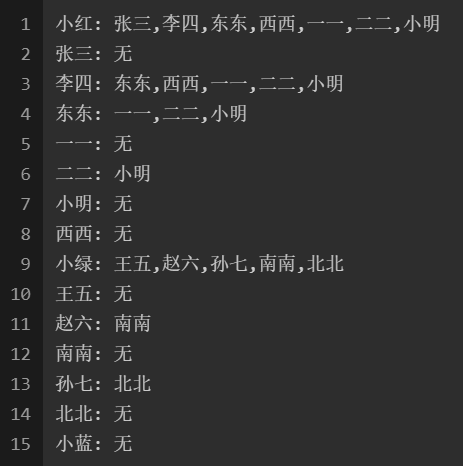 1 小红: 张三,李四,东东,西西,一一,二二,小明
2 张三: 无
3 李四: 东东,西西,一一,二二,小明
4 东东: 一一,二二,小明
5 一一: 无
6 二二: 小明
7 小明: 无
8 西西: 无
9 小绿: 王五,赵六,孙七,南南,北北
10 王五: 无
11 赵六: 南南
12 南南: 无
13 孙七: 北北
14 北北: 无
15 小蓝: 无